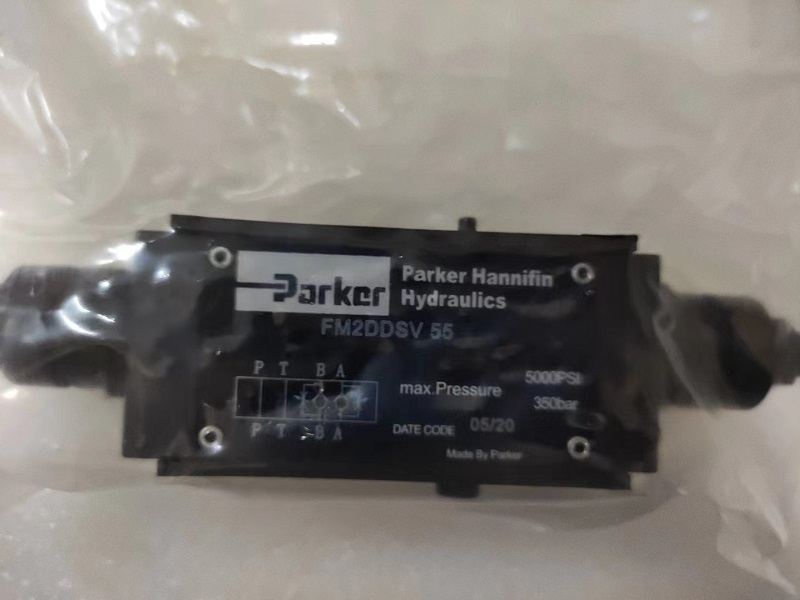 Parker
Parker Hannifin
Hydraulics
FM2DDSV 55
P T B A
P T B A
max.Pressure 5000PSI
350bar
DATE CODE 05/20
Made By Parker